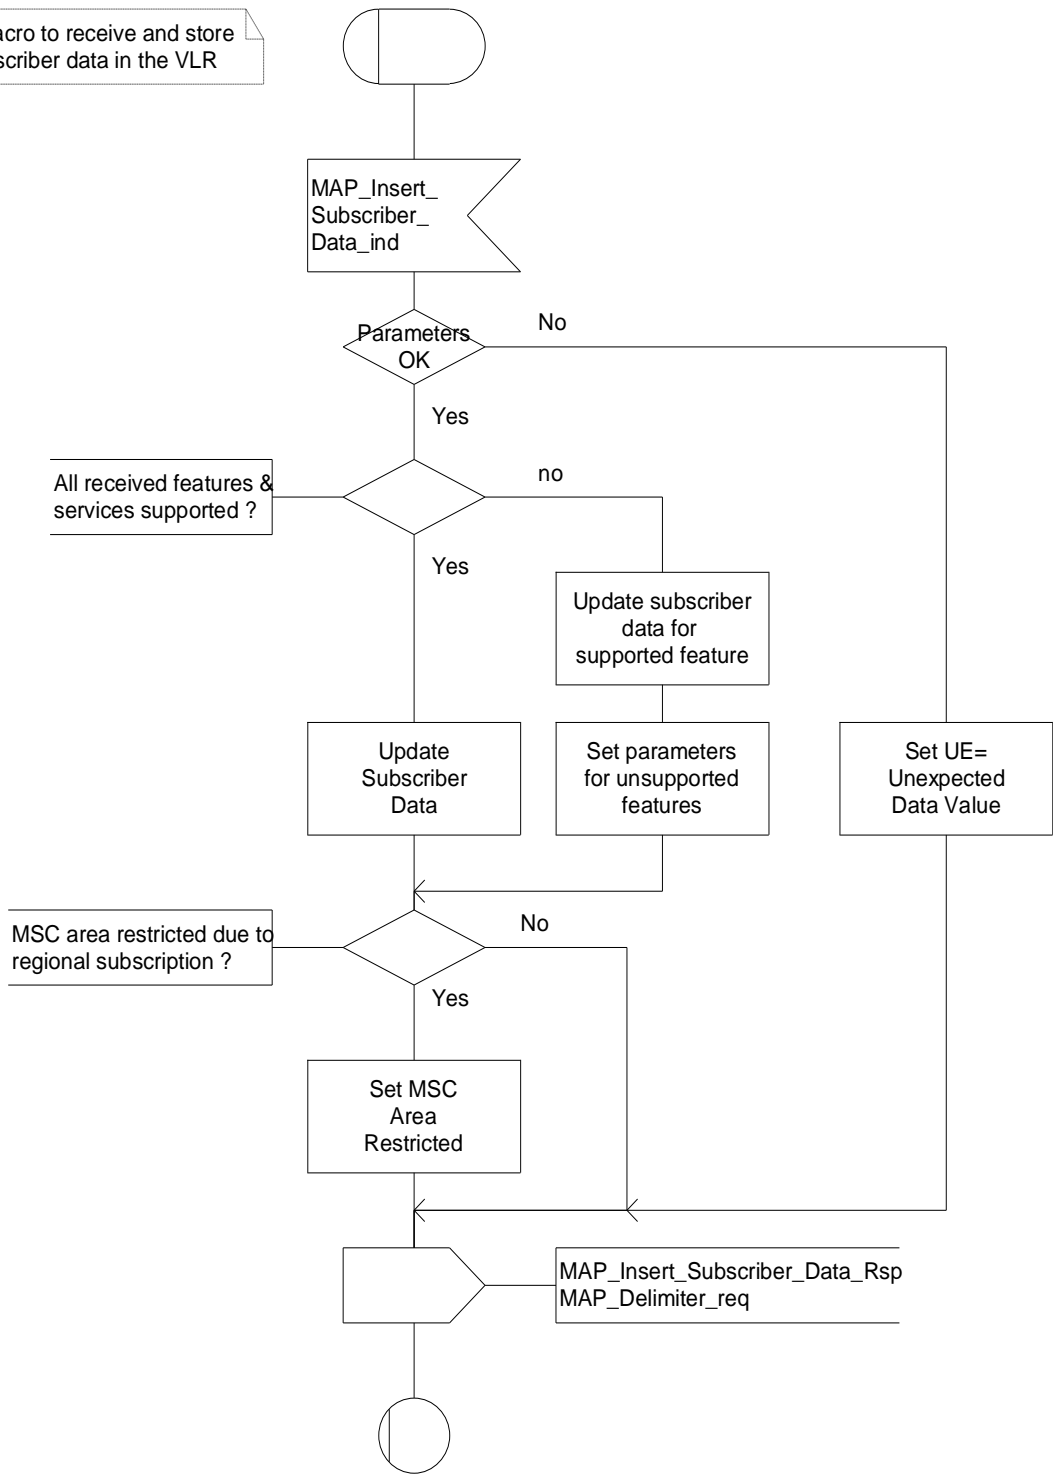 acro to receive and store
scriber data in the VLR
MAP_Insert_
Subscriber_
Data_ind
Parameters
OK
No
Yes
All received features &
services supported ?
no
Yes
Update subscriber
data for
supported feature
Update
Subscriber
Data
Set parameters
for unsupported
features
Set UE=
Unexpected
Data Value
MSC area restricted due to
regional subscription ?
No
Yes
Set MSC
Area
Restricted
MAP_Insert_Subscriber_Data_Rsp
MAP_Delimiter_req